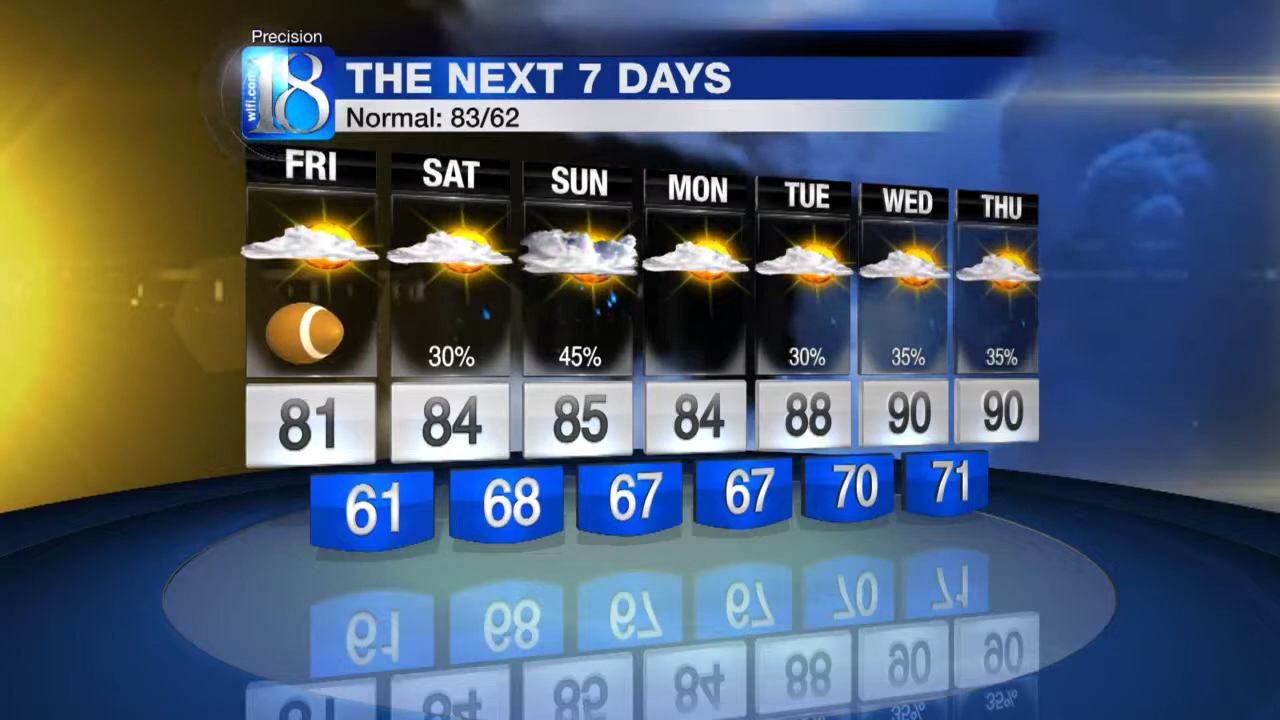 Precision
wlfi.com
18
THE NEXT 7 DAYS
Normal: 83/62
FRI SAT SUN MON TUE WED THU
30% 45% 30% 35% 35%
81 84 85 84 88 90 90
61 68 67 67 70 71